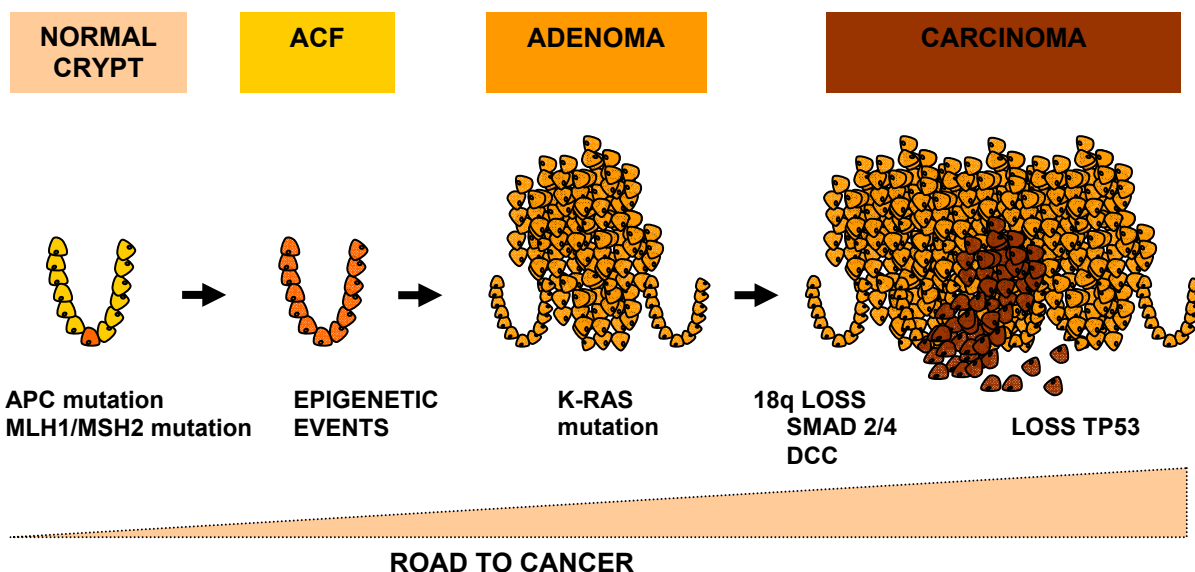 NORMAL
CRYPT
ACF
ADENOMA
CARCINOMA
APC mutation
MLH1/MSH2 mutation
EPIGENETIC
EVENTS
K-RAS
mutation
18q LOSS
SMAD 2/4
DCC
LOSS TP53
ROAD TO CANCER